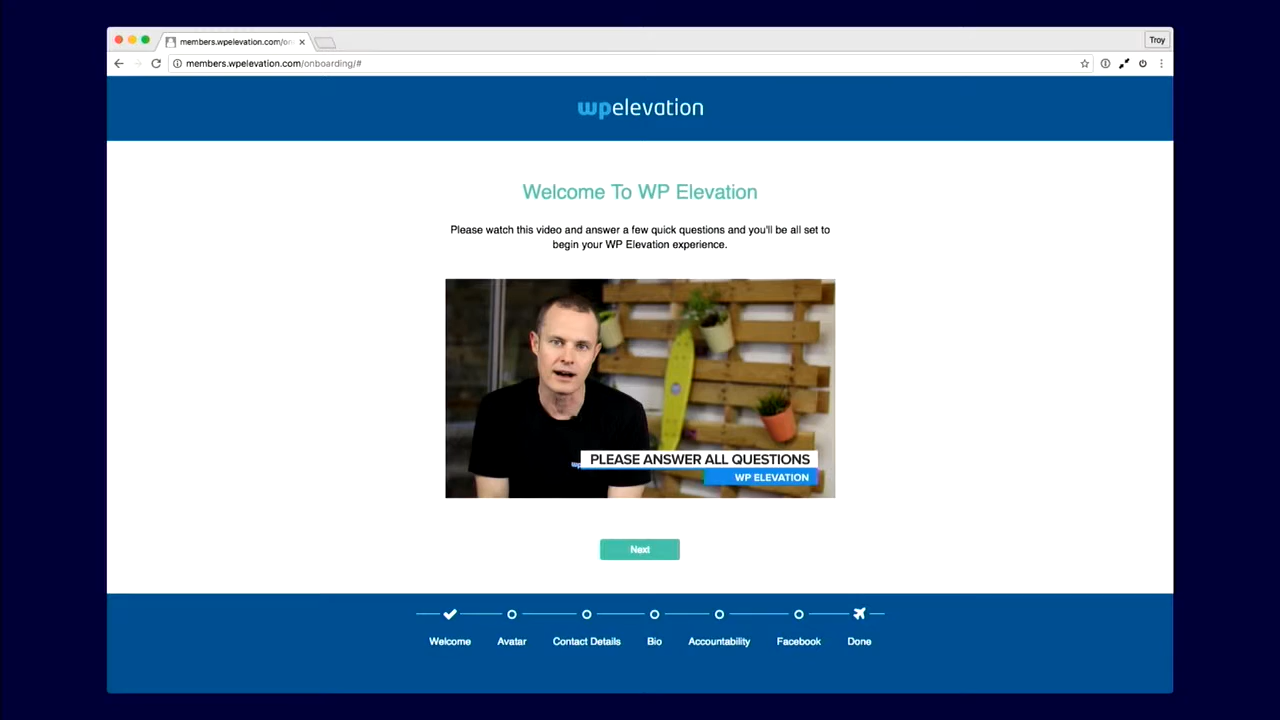 members.wpelevation.com/on
Troy
members.wpelevation.com/onboarding/#
wpelevation
Welcome To WP Elevation
Please watch this video and answer a few quick questions and you'll be all set to
begin your WP Elevation experience.
PLEASE ANSWER ALL QUESTIONS
WP ELEVATION
Next
Welcome Avatar Contact Details Bio Accountability Facebook Done